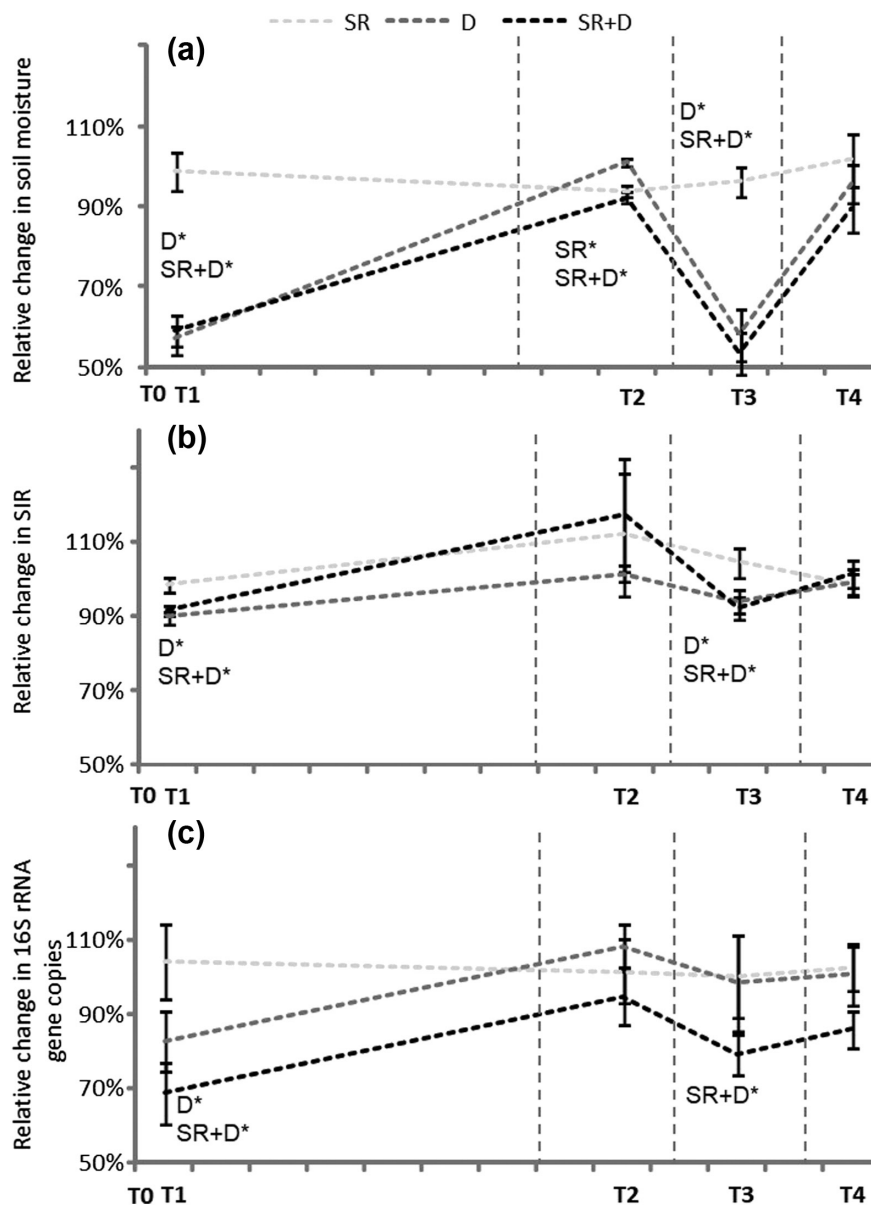 SR D SR+D
(a)
Relative change in soil moisture
110%
90%
70%
50%
D*
SR+D*
SR*
SR+D*
D*
SR+D*
T0 T1 T2 T3 T4
(b)
Relative change in SIR
110%
90%
70%
50%
D*
SR+D*
D*
SR+D*
T0 T1 T2 T3 T4
(c)
Relative change in 16S rRNA
gene copies
110%
90%
70%
50%
D*
SR+D*
SR+D*
T0 T1 T2 T3 T4